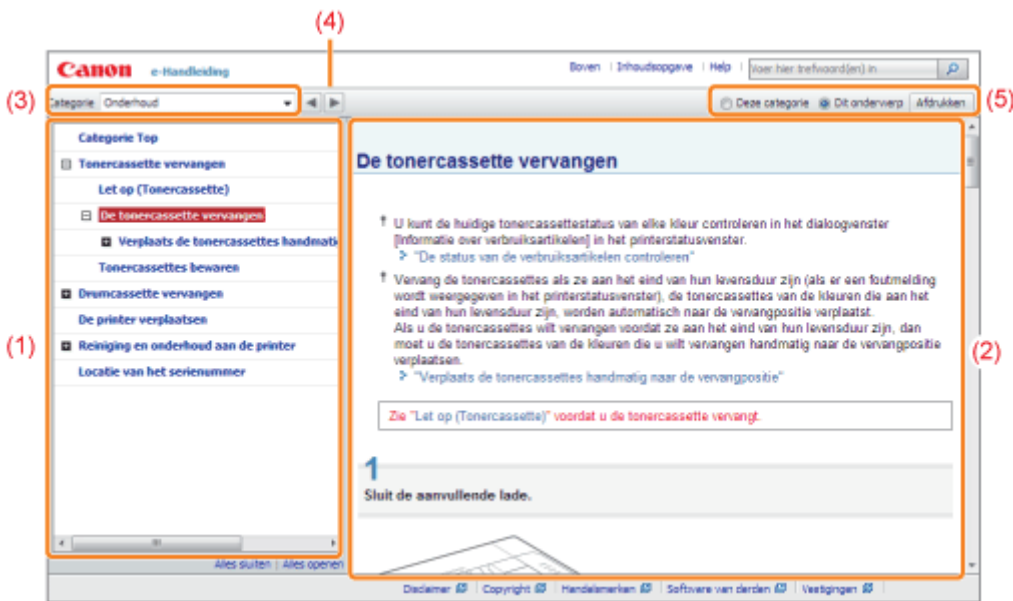 (4)
Canon e-Handleiding
Boven Inhoudsopgave Help Voer hier trefwoord(en) in
(3)
Categorie Onderhoud
Deze categorie Dit onderwerp Afdrukken
(5)
Categorie Top
Tonercassette vervangen
Let op (Tonercassette)
De tonercassette vervangen
Verplaats de tonercassettes handmati
Tonercassettes bewaren
Drumcassette vervangen
De printer verplaatsen
(1)
Reiniging en onderhoud aan de printer
Locatie van het serienummer
Alles sluiten Alles openen
De tonercassette vervangen
U kunt de huidige tonercassettestatus van elke kleur controleren in het dialoogvenster
[Informatie over verbruiksartikelen] in het printerstatusvenster.
"De status van de verbruiksartikelen controleren"
Vervang de tonercassettes als ze aan het eind van hun levensduur zijn (als er een foutmelding
wordt weergegeven in het printerstatusvenster), de tonercassettes van de kleuren die aan het
eind van hun levensduur zijn, worden automatisch naar de vervangpositie verplaatst.
Als u de tonercassettes wilt vervangen voordat ze aan het eind van hun levensduur zijn, dan
moet u de tonercassettes van de kleuren die u wilt vervangen handmatig naar de vervangpositie
verplaatsen.
(2)
"Verplaats de tonercassettes handmatig naar de vervangpositie"
Zie "Let op (Tonercassette)" voordat u de tonercassette vervangt.
1
Sluit de aanvullende lade.
Disclaimer Copyright Handelsmerken Software van derden Vestigingen